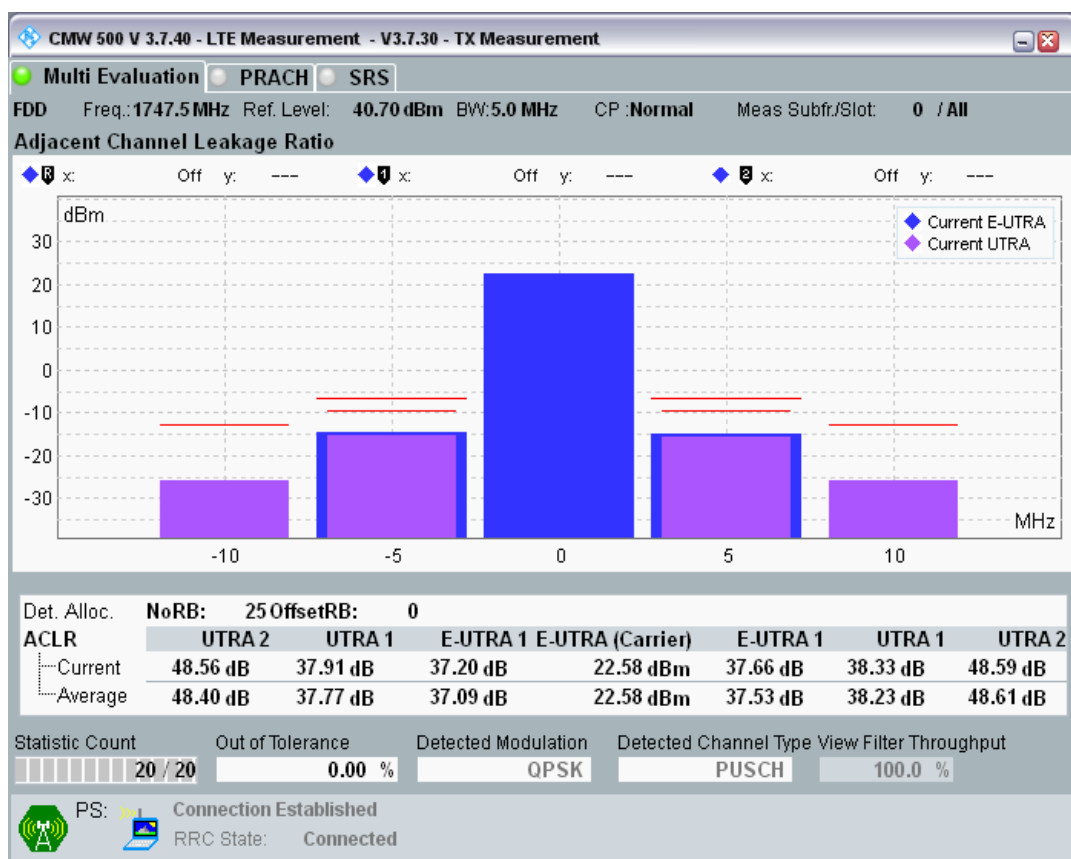 CMW 500 V 3.7.40 - LTE Measurement - V3.7.30 - TX Measurement
Multi Evaluation PRACH SRS
FDD Freq.: 1747.5 MHz Ref. Level: 40.70 dBm BW: 5.0 MHz CP : Normal Meas Subfr./Slot: 0 / All
Adjacent Channel Leakage Ratio
R x: Off y: --- 1 x: Off y: --- 2 x: Off y: ---
dBm
Current E-UTRA
Current UTRA
30
20
10
0
-10
-20
-30
MHz
-10 -5 0 5 10
Det. Alloc. NoRB: 25 OffsetRB: 0
ACLR UTRA 2 UTRA 1 E-UTRA 1 E-UTRA (Carrier) E-UTRA 1 UTRA 1 UTRA 2
Current 48.56 dB 37.91 dB 37.20 dB 22.58 dBm 37.66 dB 38.33 dB 48.59 dB
Average 48.40 dB 37.77 dB 37.09 dB 22.58 dBm 37.53 dB 38.23 dB 48.61 dB
Statistic Count Out of Tolerance Detected Modulation Detected Channel Type View Filter Throughput
20 / 20 0.00 % QPSK PUSCH 100.0 %
PS: Connection Established
RRC State: Connected